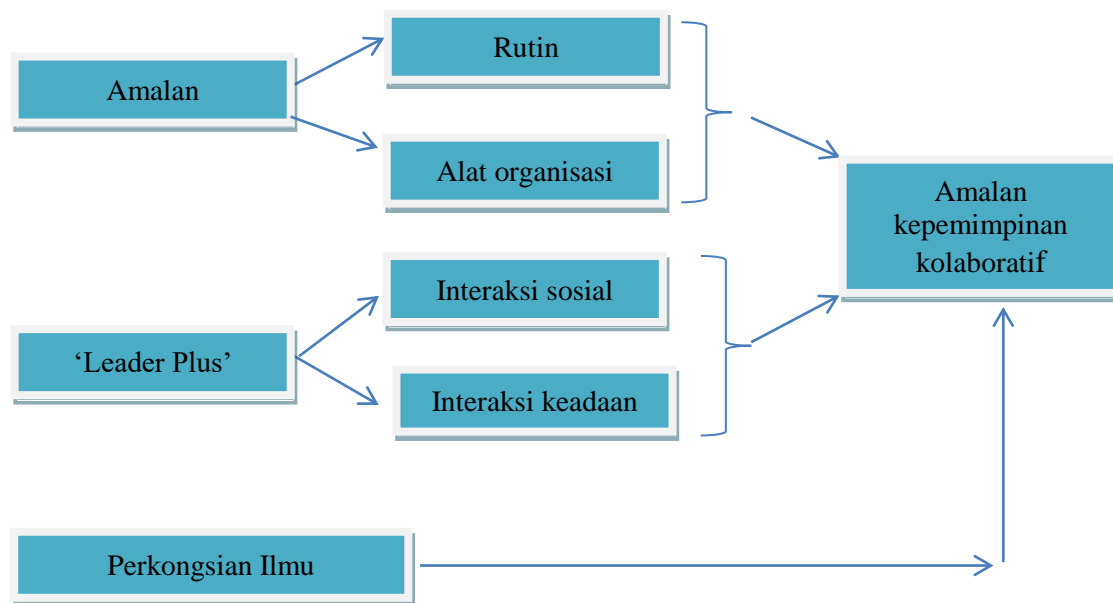 Rutin
Amalan
Alat organisasi
Amalan
kepemimpinan
kolaboratif
Interaksi sosial
‘Leader Plus’
Interaksi keadaan
Perkongsian Ilmu